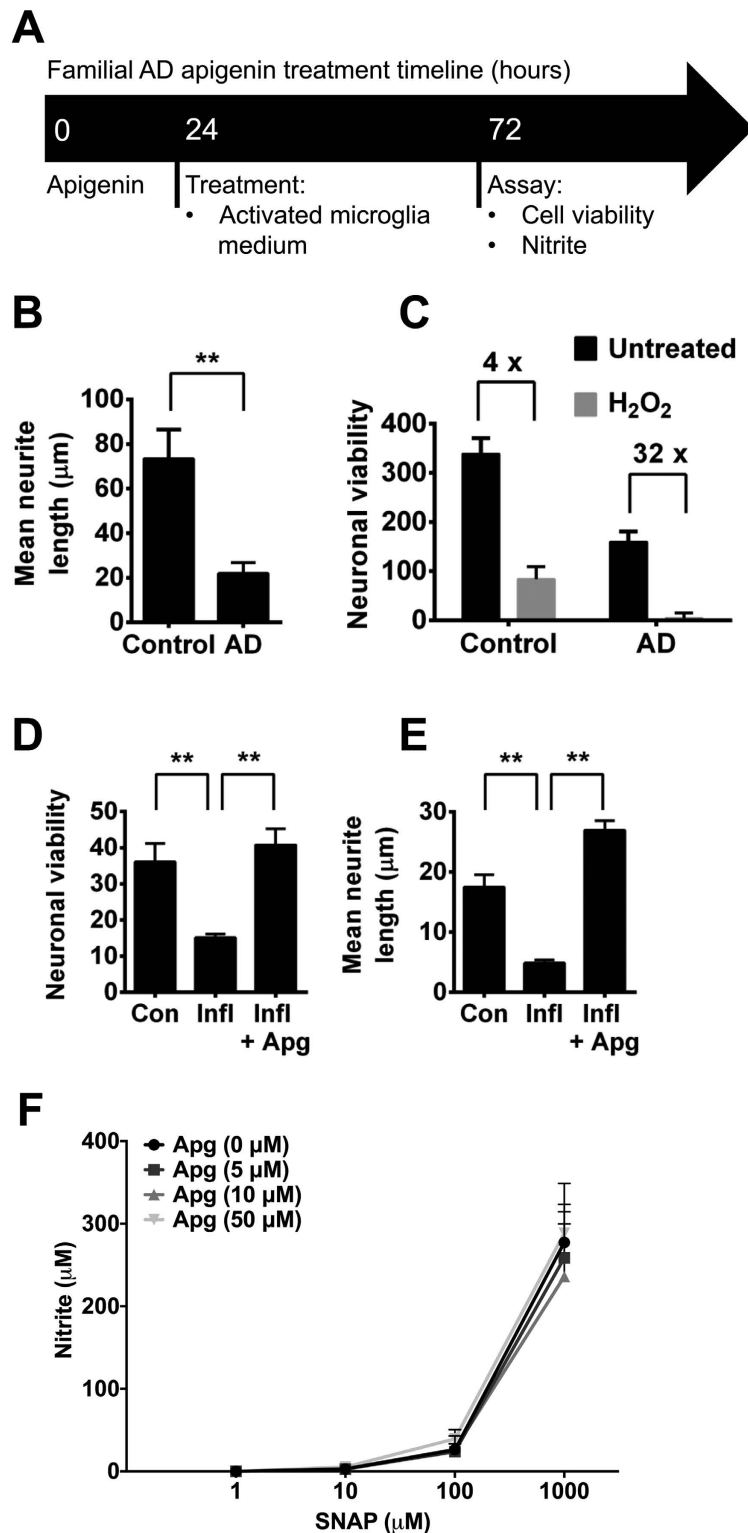 A
Familial AD apigenin treatment timeline (hours)
0 24 72
Apigenin
Treatment:
• Activated microglia
medium
Assay:
• Cell viability
• Nitrite
B
**
Mean neurite
length (μm)
100
80
60
40
20
0
Control AD
C
Untreated
H₂O₂
4 x
32 x
Neuronal viability
400
300
200
100
0
Control AD
D
** **
Neuronal viability
50
40
30
20
10
0
Con Infl Infl
+ Apg
E
** **
Mean neurite
length (μm)
30
20
10
0
Con Infl Infl
+ Apg
F
Apg (0 μM)
Apg (5 μM)
Apg (10 μM)
Apg (50 μM)
Nitrite (μM)
400
300
200
100
0
1 10 100 1000
SNAP (μM)